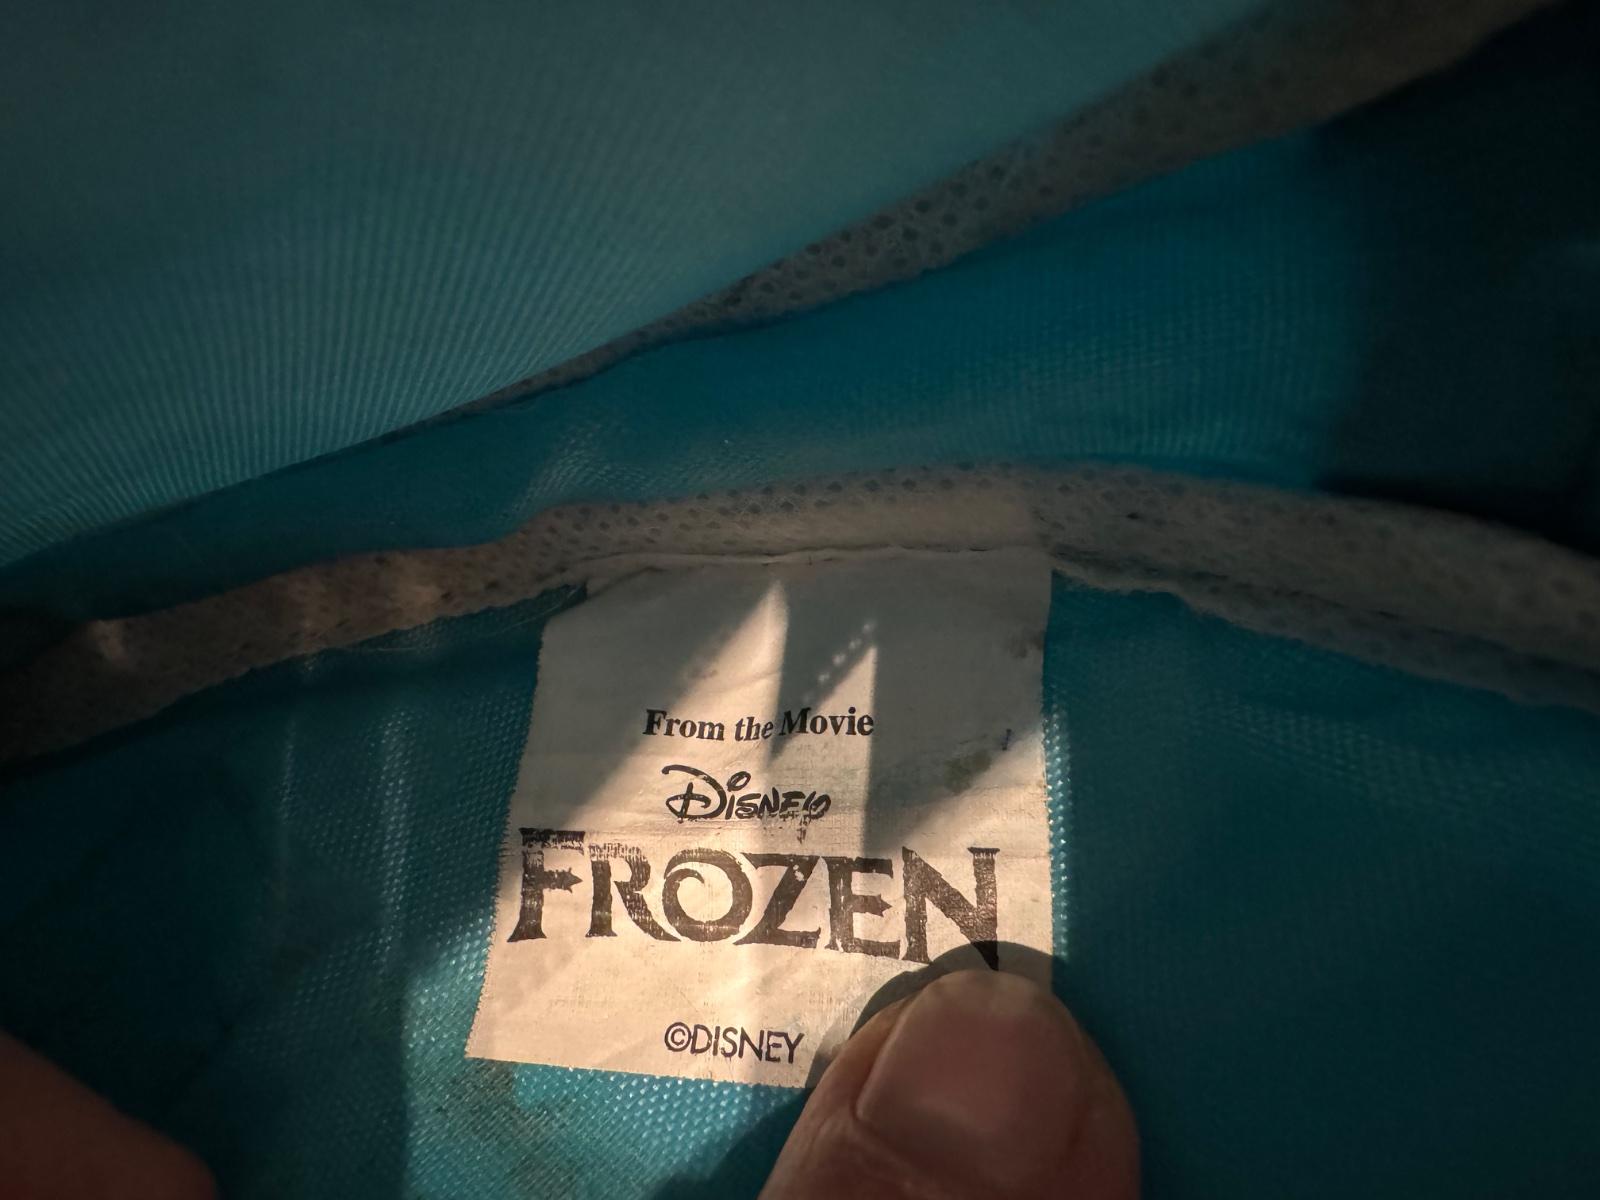 From the Movie
Disney
FROZEN
©DISNEY